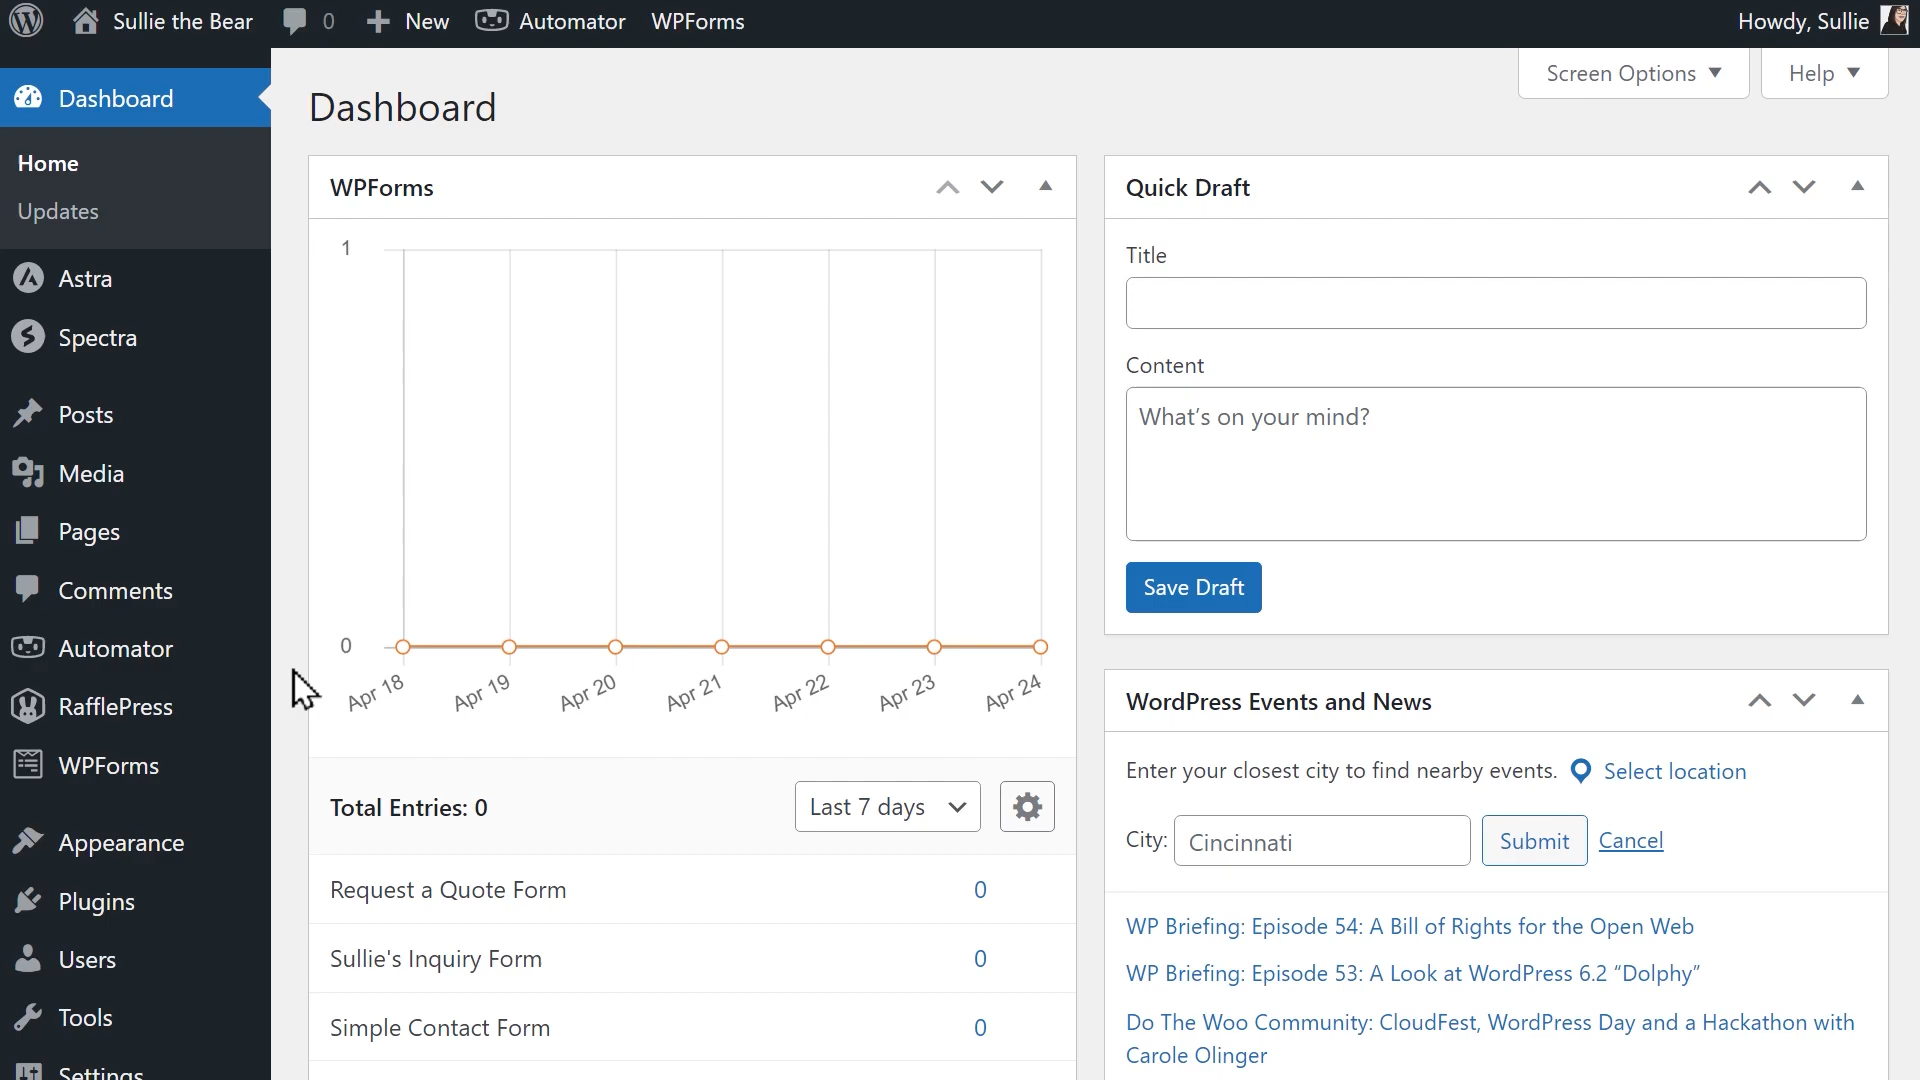 Sullie the Bear 0 New Automator WPForms Howdy, Sullie
Screen Options Help
Dashboard
Home
Updates
Astra
Spectra
Posts
Media
Pages
Comments
Automator
RafflePress
WPForms
Appearance
Plugins
Users
Tools
Settings
Dashboard
WPForms
1
0
Apr 18 Apr 19 Apr 20 Apr 21 Apr 22 Apr 23 Apr 24
Total Entries: 0 Last 7 days
Request a Quote Form 0
Sullie's Inquiry Form 0
Simple Contact Form 0
Quick Draft
Title
Content
What's on your mind?
Save Draft
WordPress Events and News
Enter your closest city to find nearby events. Select location
City: Cincinnati Submit Cancel
WP Briefing: Episode 54: A Bill of Rights for the Open Web
WP Briefing: Episode 53: A Look at WordPress 6.2 “Dolphy”
Do The Woo Community: CloudFest, WordPress Day and a Hackathon with
Carole Olinger